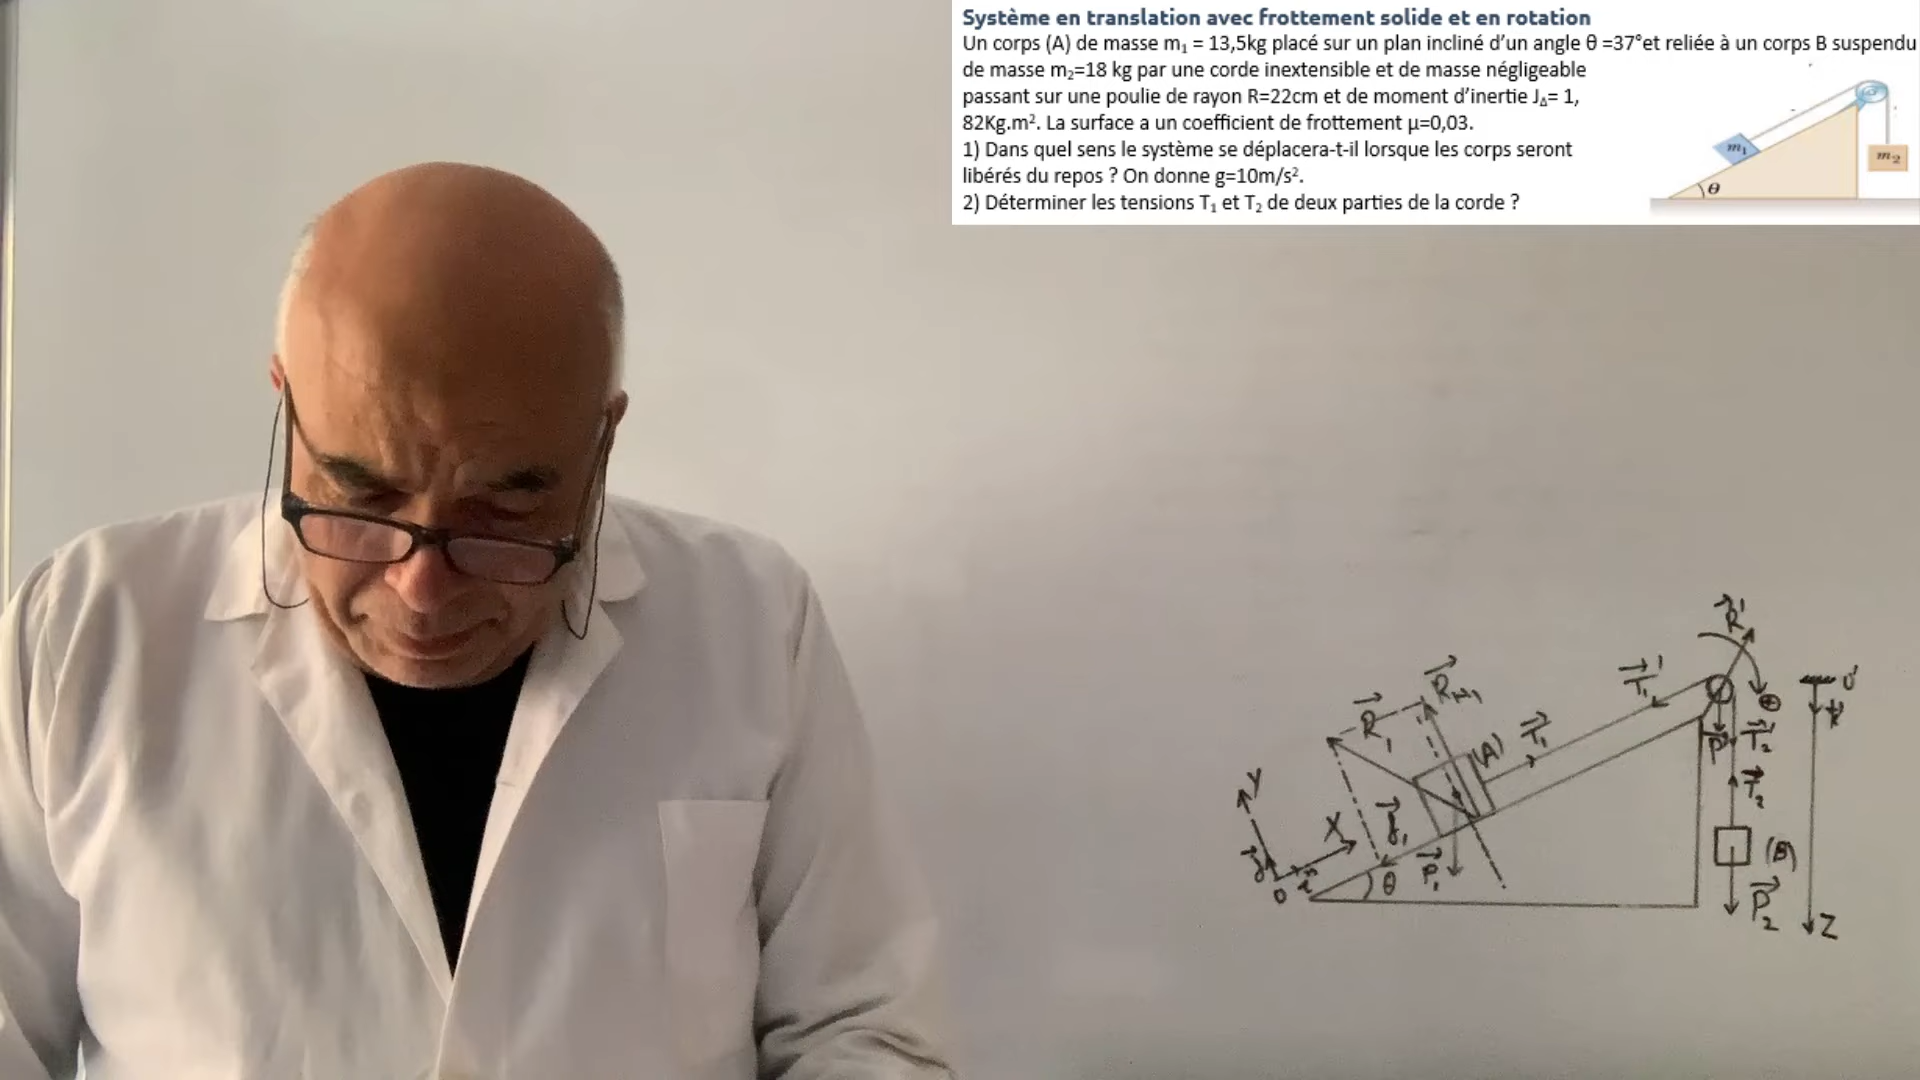 Système en translation avec frottement solide et en rotation
Un corps (A) de masse m₁ = 13,5kg placé sur un plan incliné d'un angle θ =37°et reliée à un corps B suspendu
de masse m₂=18 kg par une corde inextensible et de masse négligeable
passant sur une poulie de rayon R=22cm et de moment d'inertie J_Δ= 1,
82Kg.m². La surface a un coefficient de frottement μ=0,03.
1) Dans quel sens le système se déplacera-t-il lorsque les corps seront
libérés du repos ? On donne g=10m/s².
2) Déterminer les tensions T₁ et T₂ de deux parties de la corde ?
m₁
m₂
θ
R'
T₁'
R_N₁
R₁
(A)
T₁
⊕
O'
k
P
T₂'
T₂
Y
X
f₁
P₁
(B)
j
i
O
θ
P₂
Z